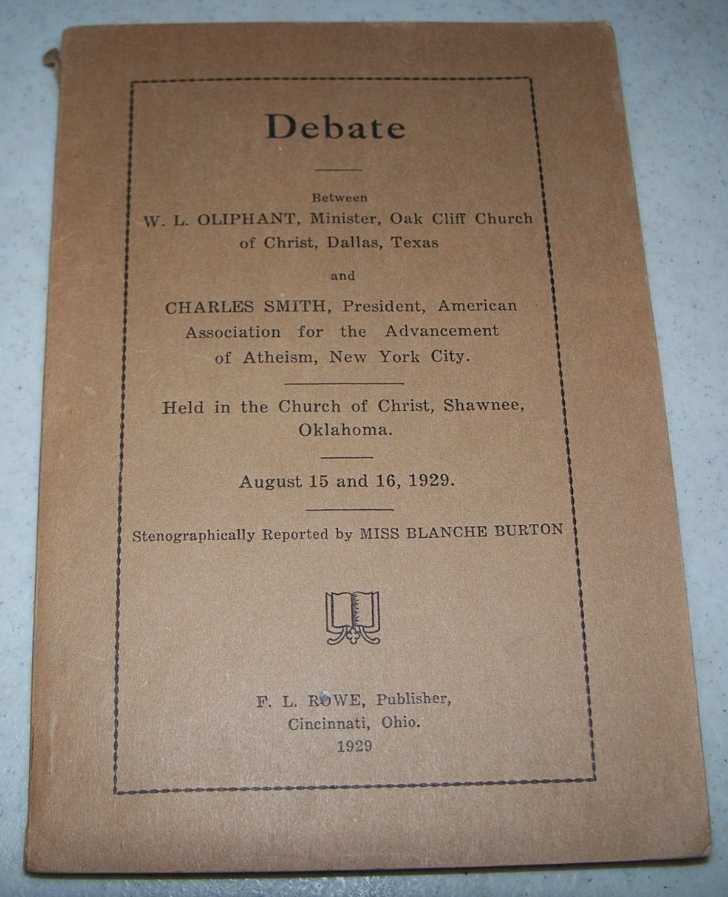 Debate
Between
W. L. OLIPHANT, Minister, Oak Cliff Church
of Christ, Dallas, Texas
and
CHARLES SMITH, President, American
Association for the Advancement
of Atheism, New York City.
Held in the Church of Christ, Shawnee,
Oklahoma.
August 15 and 16, 1929.
Stenographically Reported by MISS BLANCHE BURTON
F. L. ROWE, Publisher,
Cincinnati, Ohio.
1929